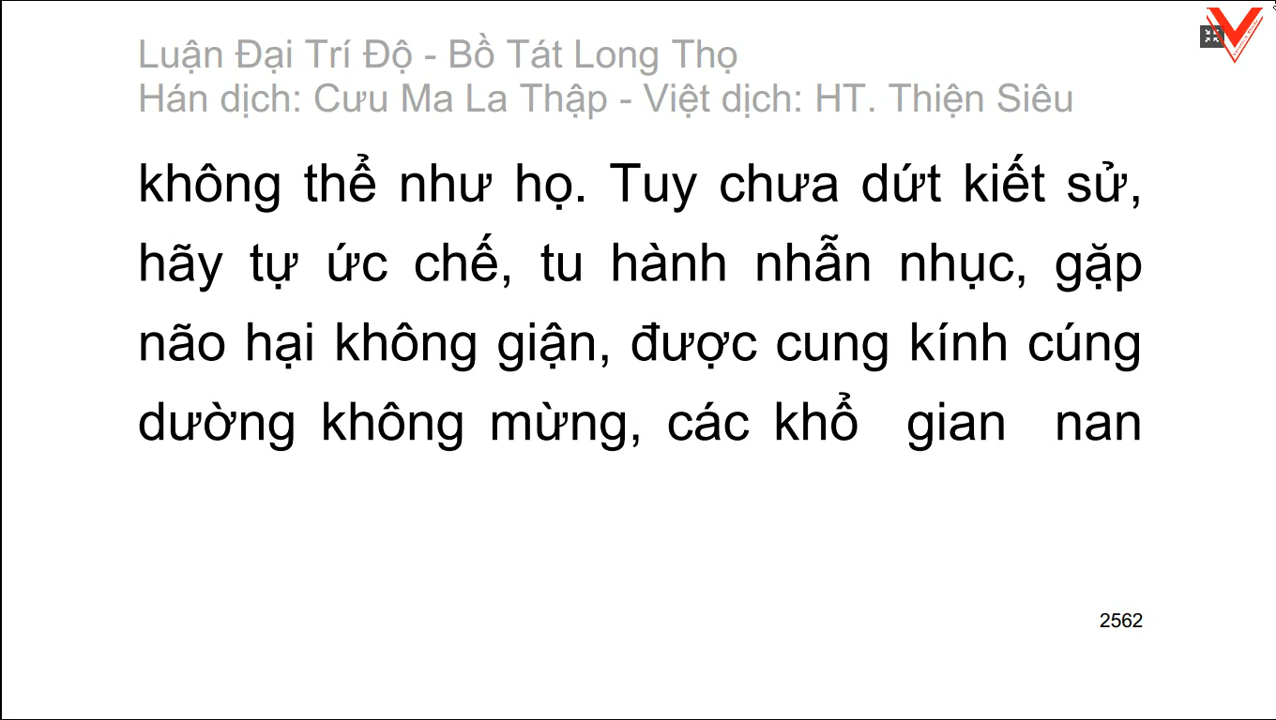 Luận Đại Trí Độ - Bồ Tát Long Thọ
Hán dịch: Cưu Ma La Thập - Việt dịch: HT. Thiện Siêu
không thể như họ. Tuy chưa dứt kiết sử,
hãy tự ức chế, tu hành nhẫn nhục, gặp
não hại không giận, được cung kính cúng
dường không mừng, các khổ gian nan
2562